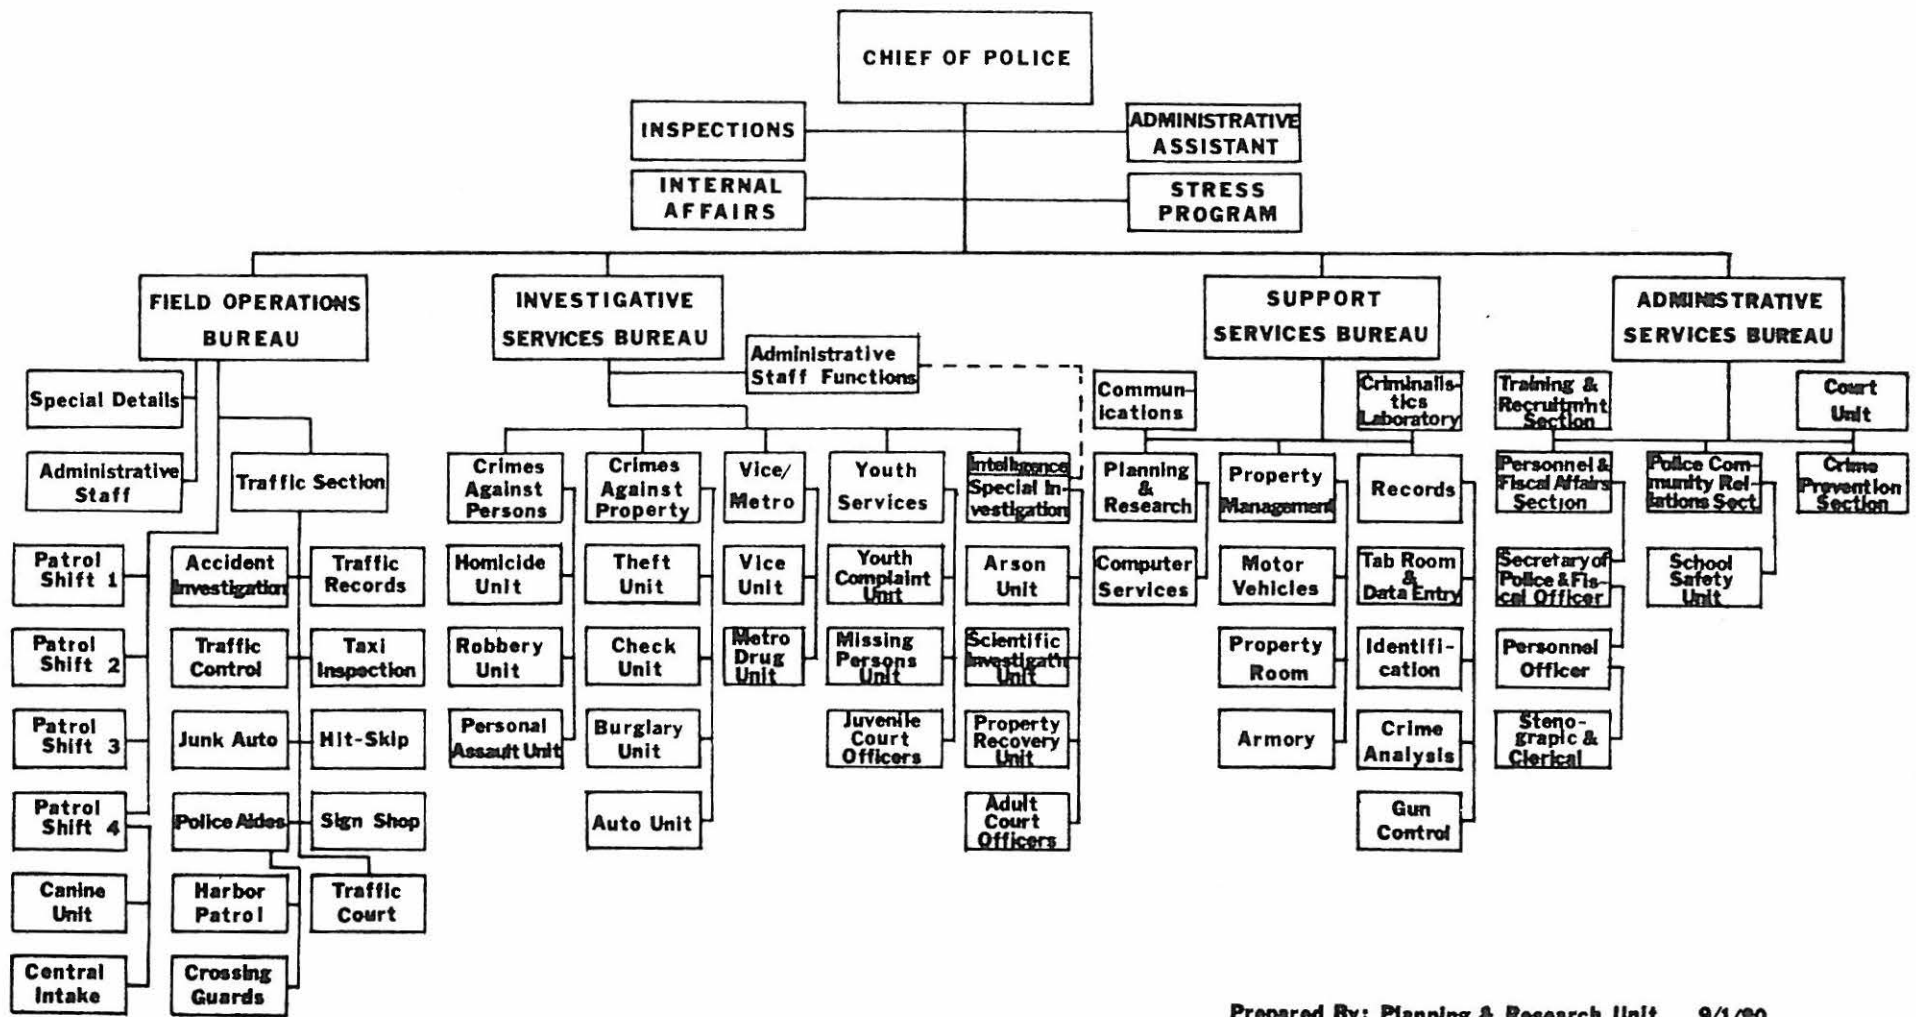 CHIEF OF POLICE
INSPECTIONS
ADMINISTRATIVE
ASSISTANT
INTERNAL
AFFAIRS
STRESS
PROGRAM
FIELD OPERATIONS
BUREAU
INVESTIGATIVE
SERVICES BUREAU
SUPPORT
SERVICES BUREAU
ADMINISTRATIVE
SERVICES BUREAU
Special Details
Administrative
Staff
Traffic Section
Patrol
Shift 1
Patrol
Shift 2
Patrol
Shift 3
Patrol
Shift 4
Canine
Unit
Central
Intake
Accident
Investigation
Traffic
Records
Traffic
Control
Taxi
Inspection
Junk Auto
Hit-Skip
Police Aides
Sign Shop
Harbor
Patrol
Traffic
Court
Crossing
Guards
Administrative
Staff Functions
Crimes
Against
Persons
Homicide
Unit
Robbery
Unit
Personal
Assault Unit
Crimes
Against
Property
Theft
Unit
Check
Unit
Burglary
Unit
Auto Unit
Vice/
Metro
Vice
Unit
Metro
Drug
Unit
Youth
Services
Youth
Complaint
Unit
Missing
Persons
Unit
Juvenile
Court
Officers
Intelligence
Special In-
vestigation
Arson
Unit
Scientific
Investigat'n
Unit
Property
Recovery
Unit
Adult
Court
Officers
Commun-
ications
Criminalis-
tics
Laboratory
Planning
&
Research
Computer
Services
Property
Management
Motor
Vehicles
Property
Room
Armory
Records
Tab Room
&
Data Entry
Identifi-
cation
Crime
Analysis
Gun
Control
Training &
Recruitm'nt
Section
Court
Unit
Personnel &
Fiscal Affairs
Section
Secretary of
Police & Fis-
cal Officer
Personnel
Officer
Steno-
grapic &
Clerical
Police Com-
munity Rel-
lations Sect.
School
Safety
Unit
Crime
Prevention
Section
Prepared By: Planning & Research Unit 9/1/80